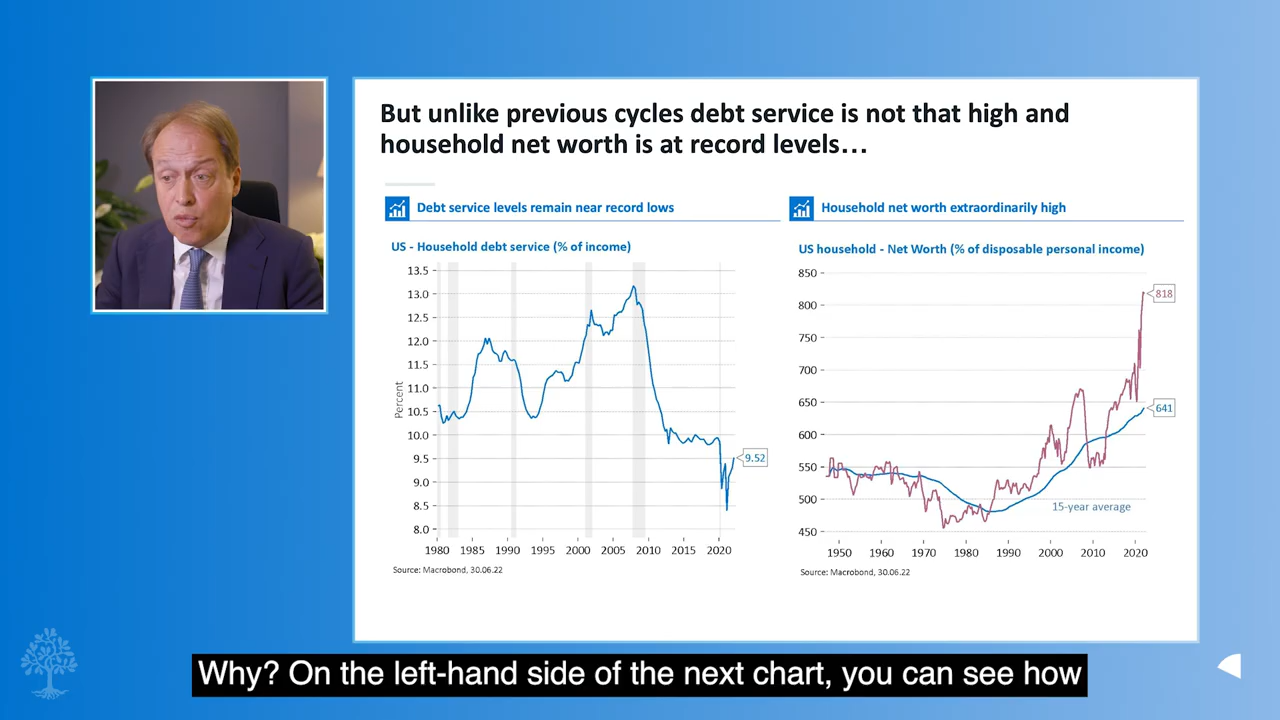 But unlike previous cycles debt service is not that high and
household net worth is at record levels...
Debt service levels remain near record lows
US - Household debt service (% of income)
Percent
13.5
13.0
12.5
12.0
11.5
11.0
10.5
10.0
9.5
9.0
8.5
8.0
9.52
1980 1985 1990 1995 2000 2005 2010 2015 2020
Source: Macrobond, 30.06.22
Household net worth extraordinarily high
US household - Net Worth (% of disposable personal income)
850
800
750
700
650
600
550
500
450
818
641
15-year average
1950 1960 1970 1980 1990 2000 2010 2020
Source: Macrobond, 30.06.22
Why? On the left-hand side of the next chart, you can see how